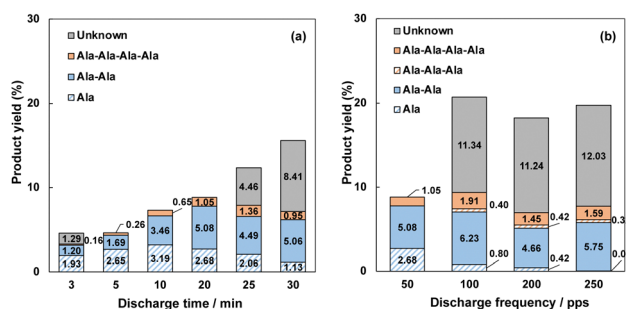 Unknown
Ala-Ala-Ala-Ala
Ala-Ala
Ala
(a)
Product yield (%)
30
20
10
0
1.29
0.16
1.20
1.93
0.26
1.69
2.65
0.65
3.46
3.19
1.05
5.08
2.68
4.46
1.36
4.49
2.06
8.41
0.95
5.06
1.13
3 5 10 20 25 30
Discharge time / min
Unknown
Ala-Ala-Ala-Ala
Ala-Ala-Ala
Ala-Ala
Ala
(b)
Product yield (%)
30
20
10
0
1.05
5.08
2.68
11.34
1.91
0.40
6.23
0.80
11.24
1.45
0.42
4.66
0.42
12.03
1.59
0.3
5.75
0.0
50 100 200 250
Discharge frequency / pps